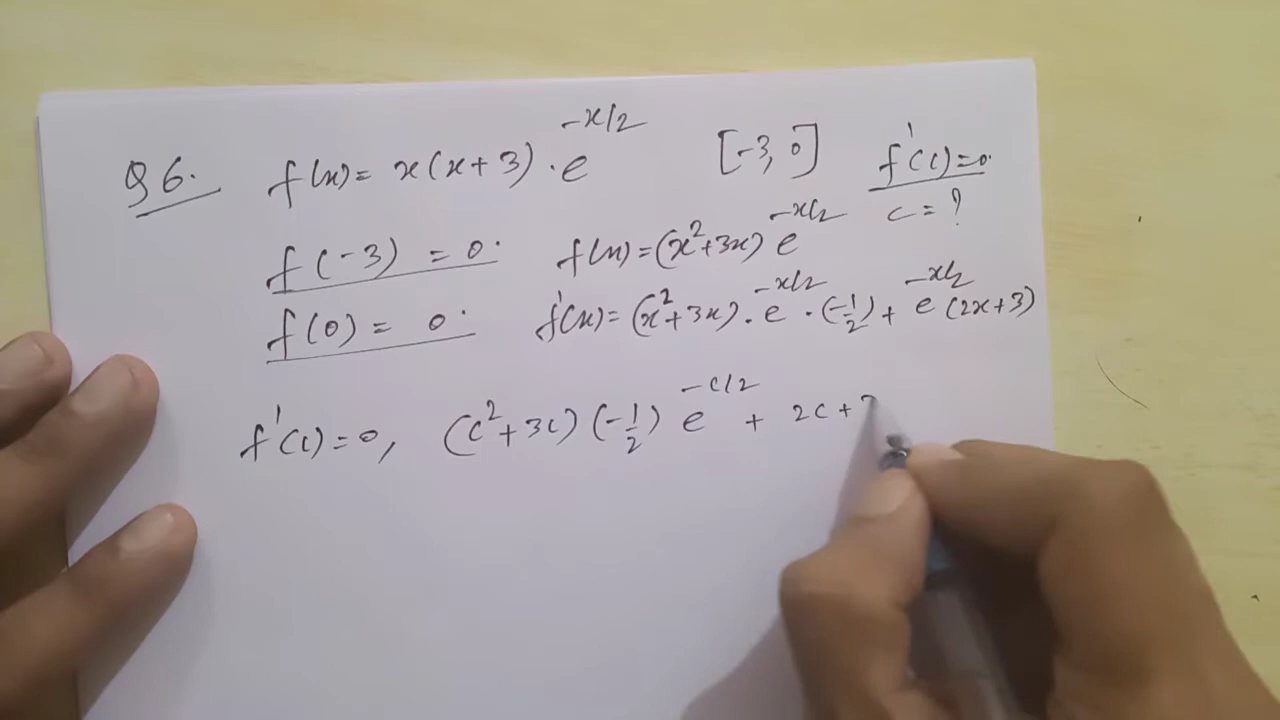 Q6. f(x) = x(x+3) · e^{-x/2} [-3, 0] f'(c)=0.
c = ?
f(-3) = 0. f(x) = (x²+3x) e^{-x/2}
f(0) = 0. f'(x) = (x²+3x) . e^{-x/2} · (-1/2) + e^{-x/2} (2x+3)
f'(c)=0, (c²+3c) (-1/2) e^{-c/2} + 2c +